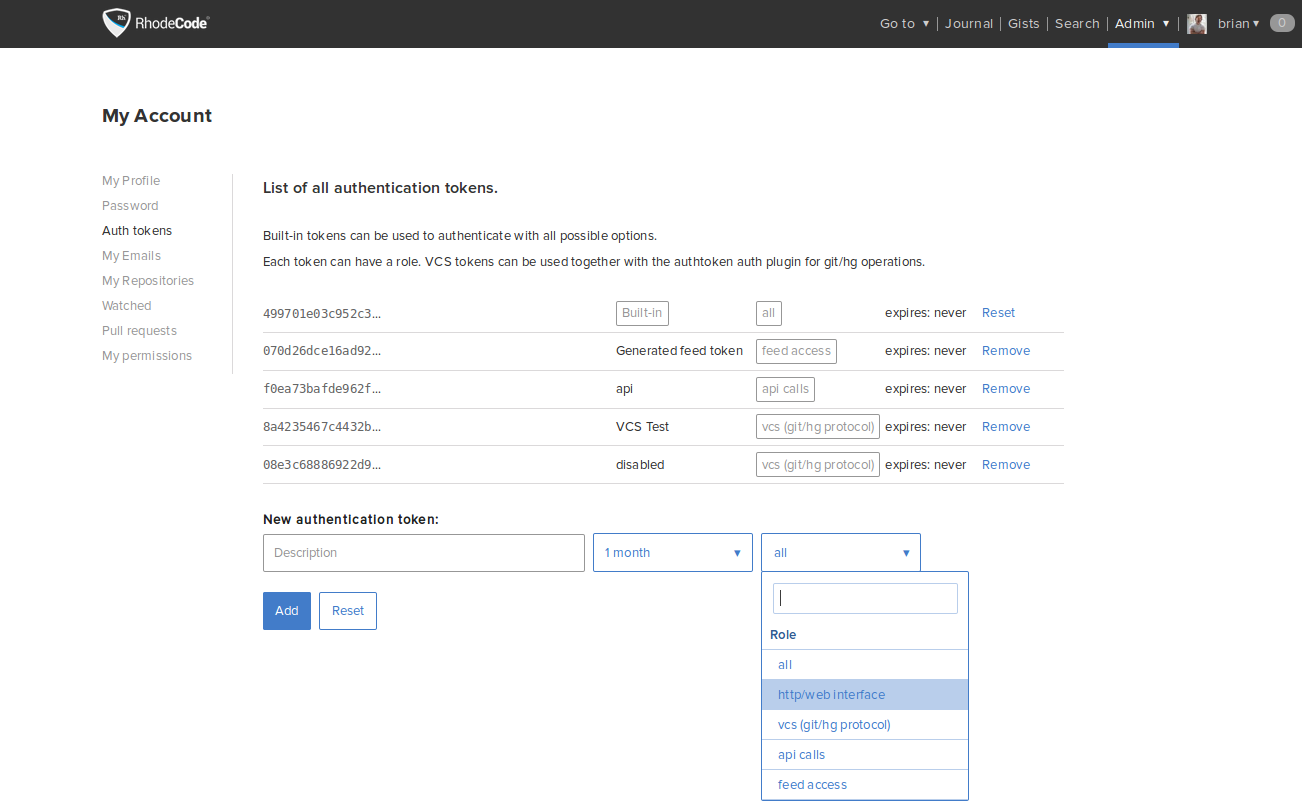 RhodeCode
Go to ▼ | Journal | Gists | Search | Admin ▼ | brian ▼ 0
My Account
My Profile
Password
Auth tokens
My Emails
My Repositories
Watched
Pull requests
My permissions
List of all authentication tokens.
Built-in tokens can be used to authenticate with all possible options.
Each token can have a role. VCS tokens can be used together with the authtoken auth plugin for git/hg operations.
499701e03c952c3... Built-in all expires: never Reset
070d26dce16ad92... Generated feed token feed access expires: never Remove
f0ea73bafde962f... api api calls expires: never Remove
8a4235467c4432b... VCS Test vcs (git/hg protocol) expires: never Remove
08e3c68886922d9... disabled vcs (git/hg protocol) expires: never Remove
New authentication token:
Description 1 month ▼ all ▼
Add Reset
Role
all
http/web interface
vcs (git/hg protocol)
api calls
feed access